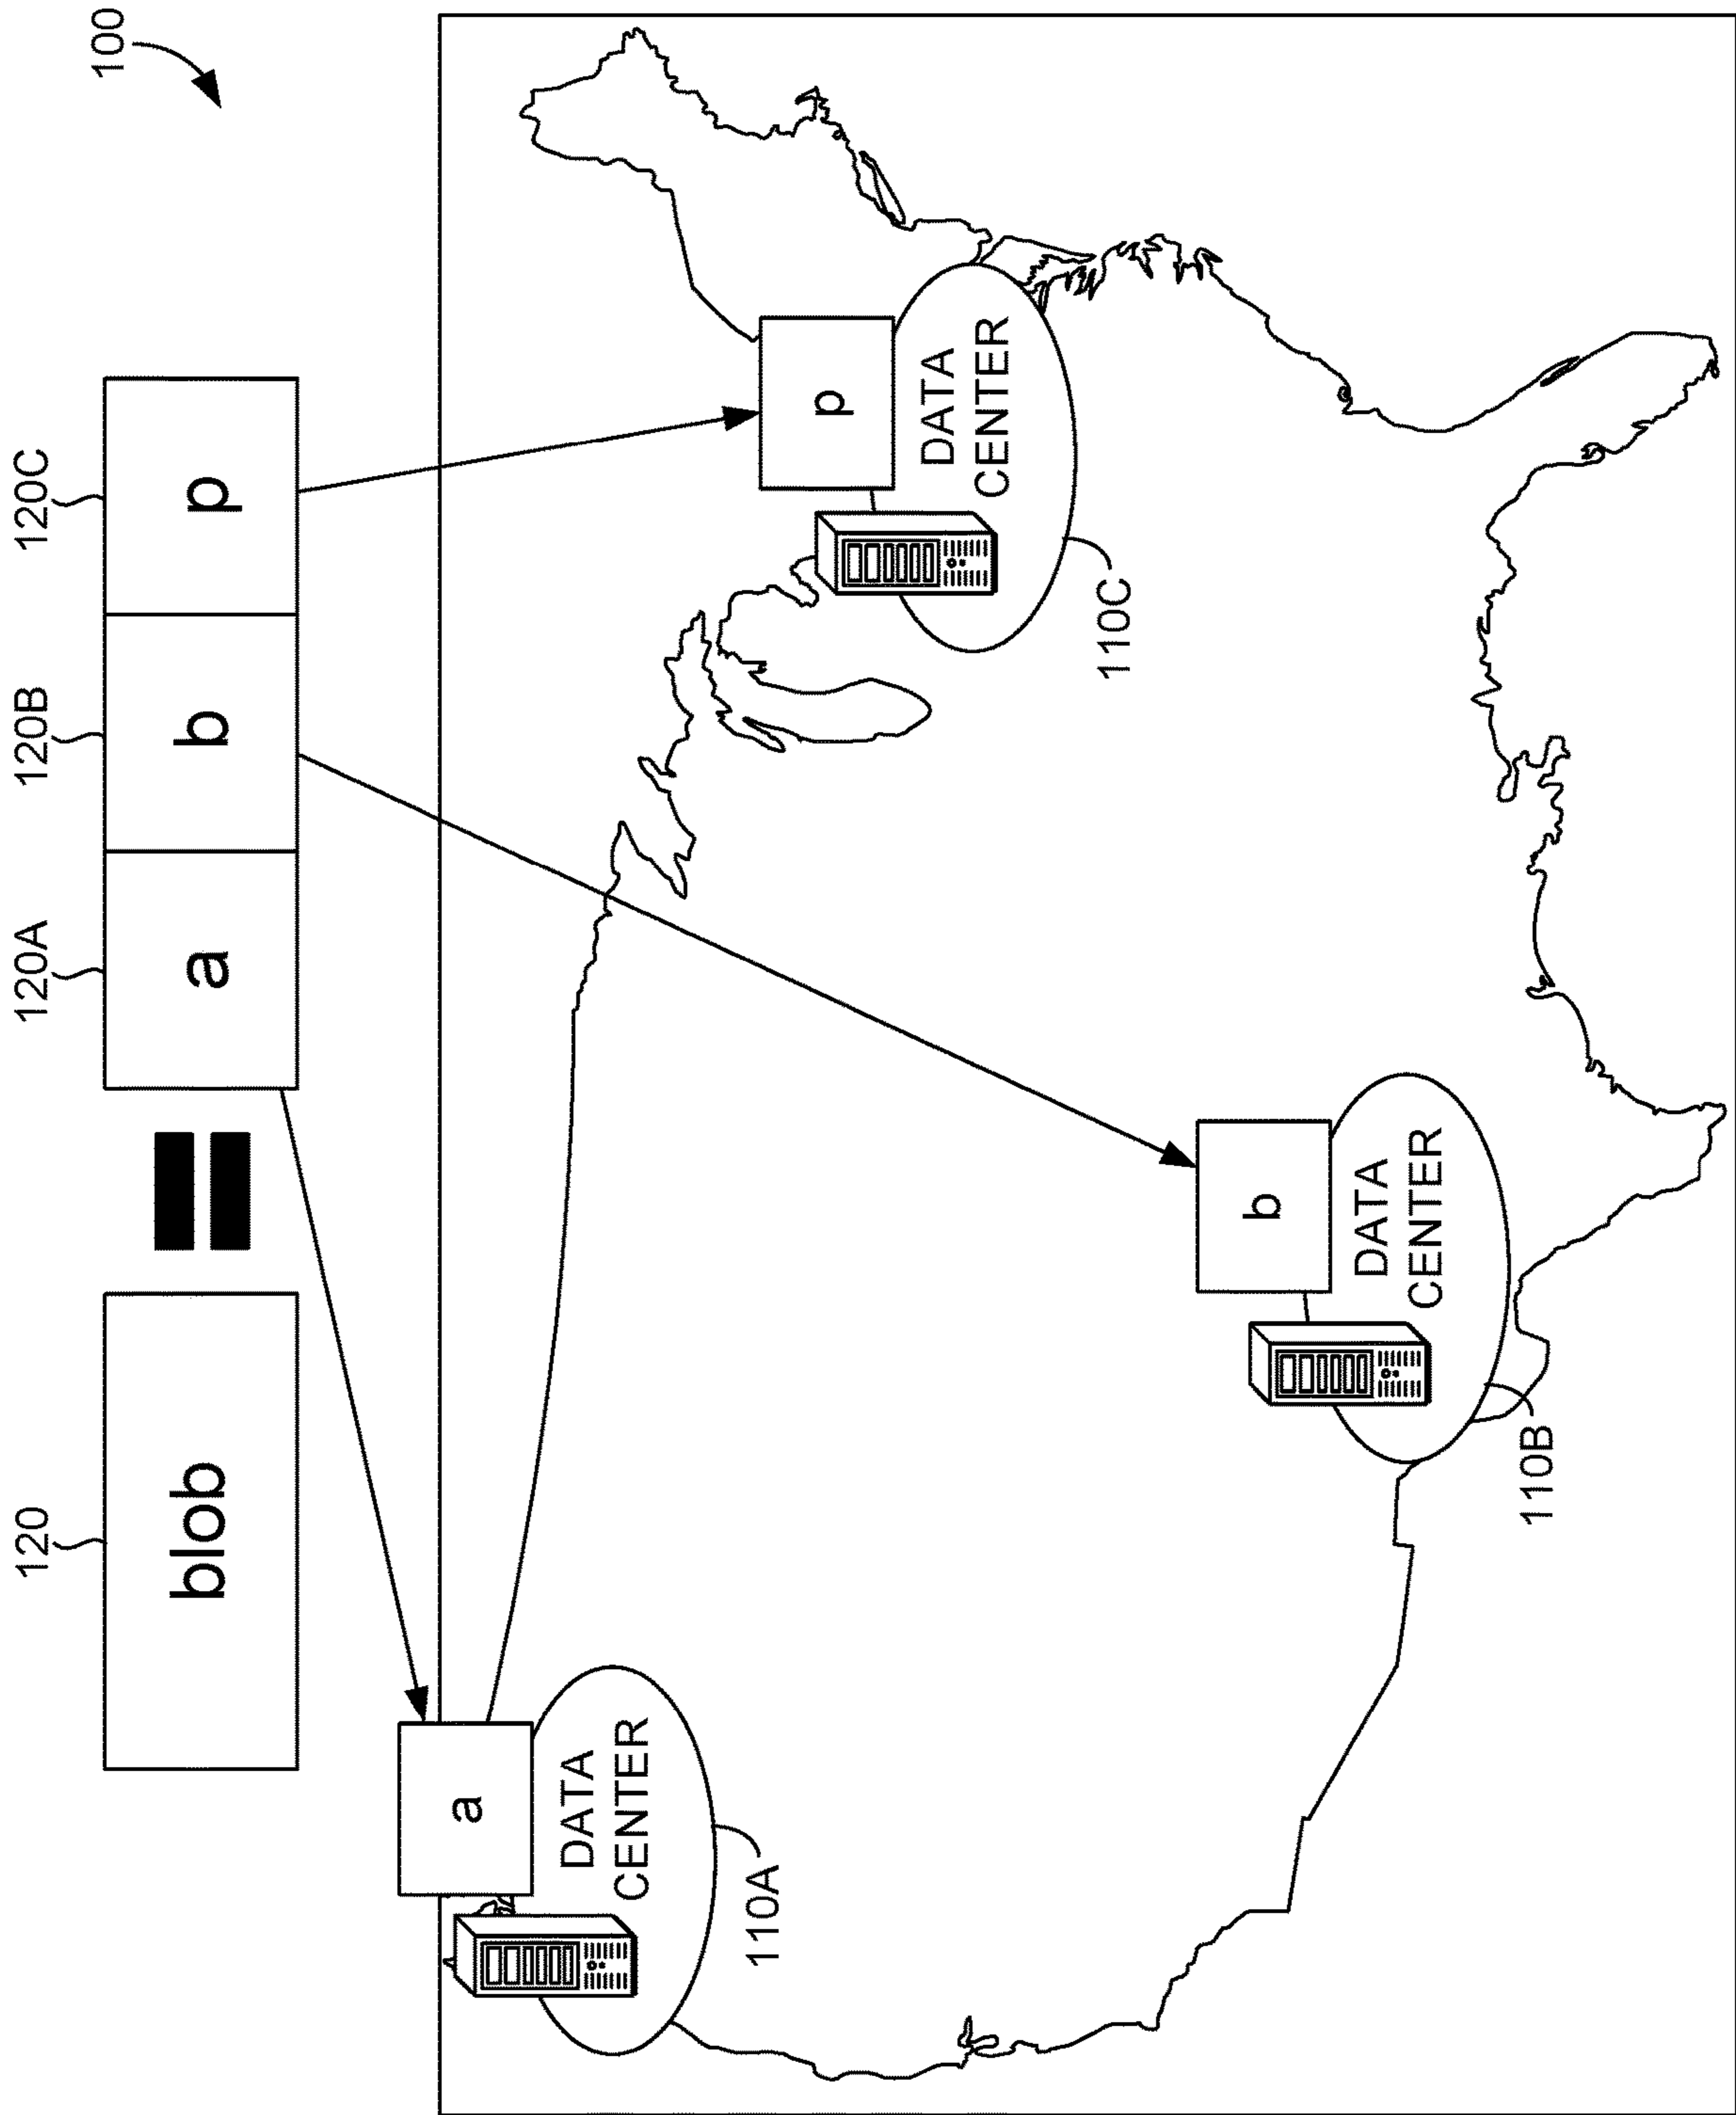 100
120
120A
120B
120C
blob
a
b
p
a
DATA
CENTER
110A
p
DATA
CENTER
110C
b
DATA
CENTER
110B